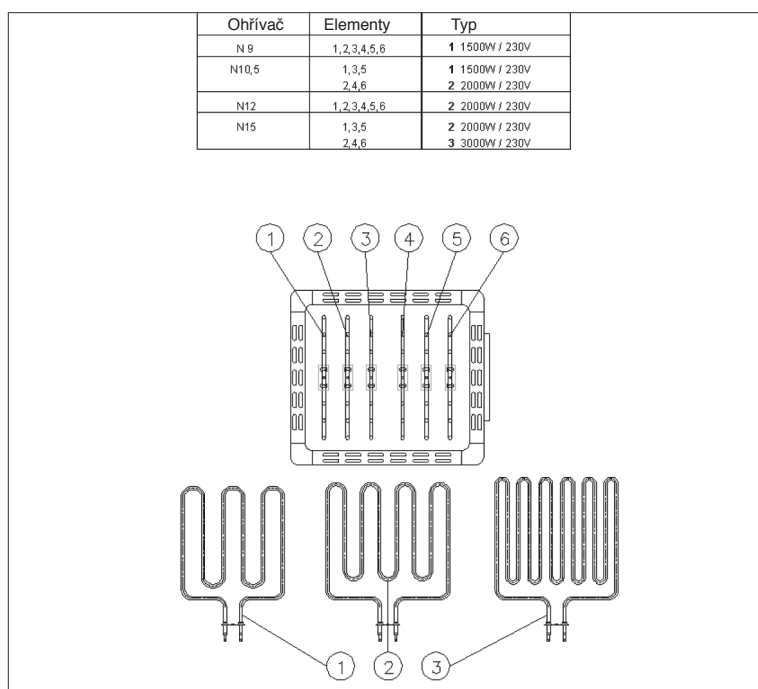 Ohřívač Elementy Typ
N 9 1,2,3,4,5,6 1 1500W / 230V
N10,5 1,3,5 1 1500W / 230V
2,4,6 2 2000W / 230V
N12 1,2,3,4,5,6 2 2000W / 230V
N15 1,3,5 2 2000W / 230V
2,4,6 3 3000W / 230V
1 2 3 4 5 6
1 2 3